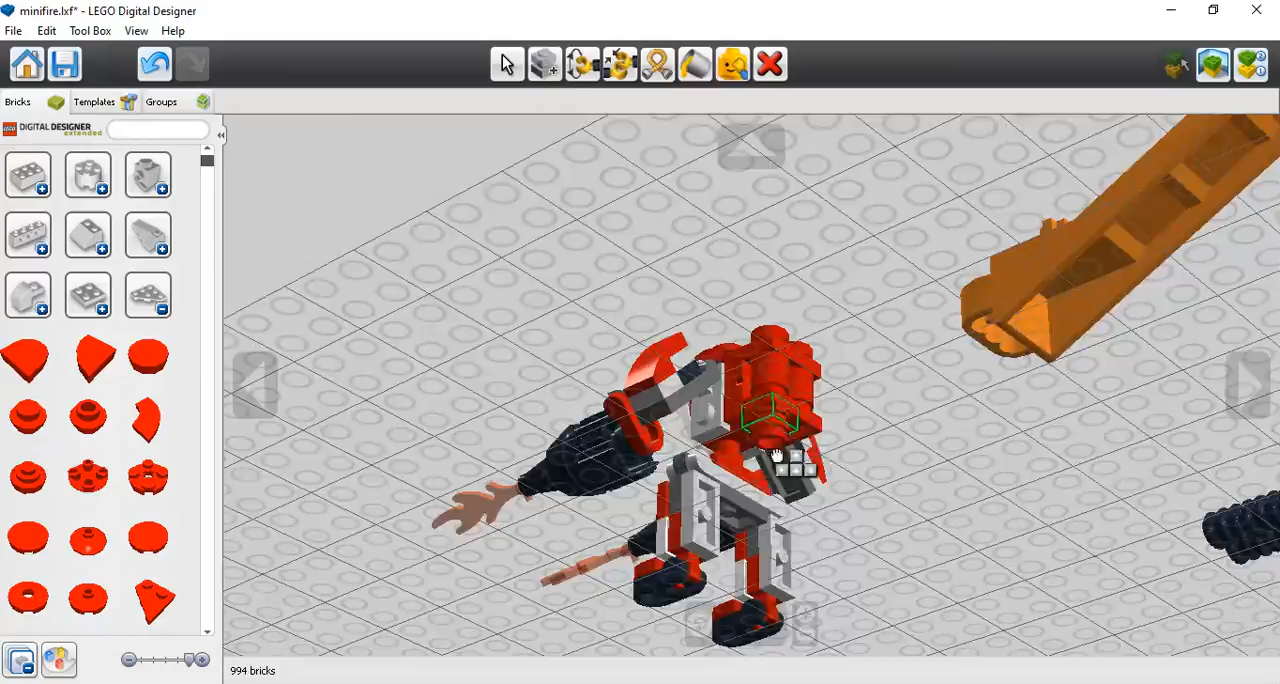 minifire.lxf* - LEGO Digital Designer
File Edit Tool Box View Help
Bricks Templates Groups
LEGO DIGITAL DESIGNER
extended
994 bricks